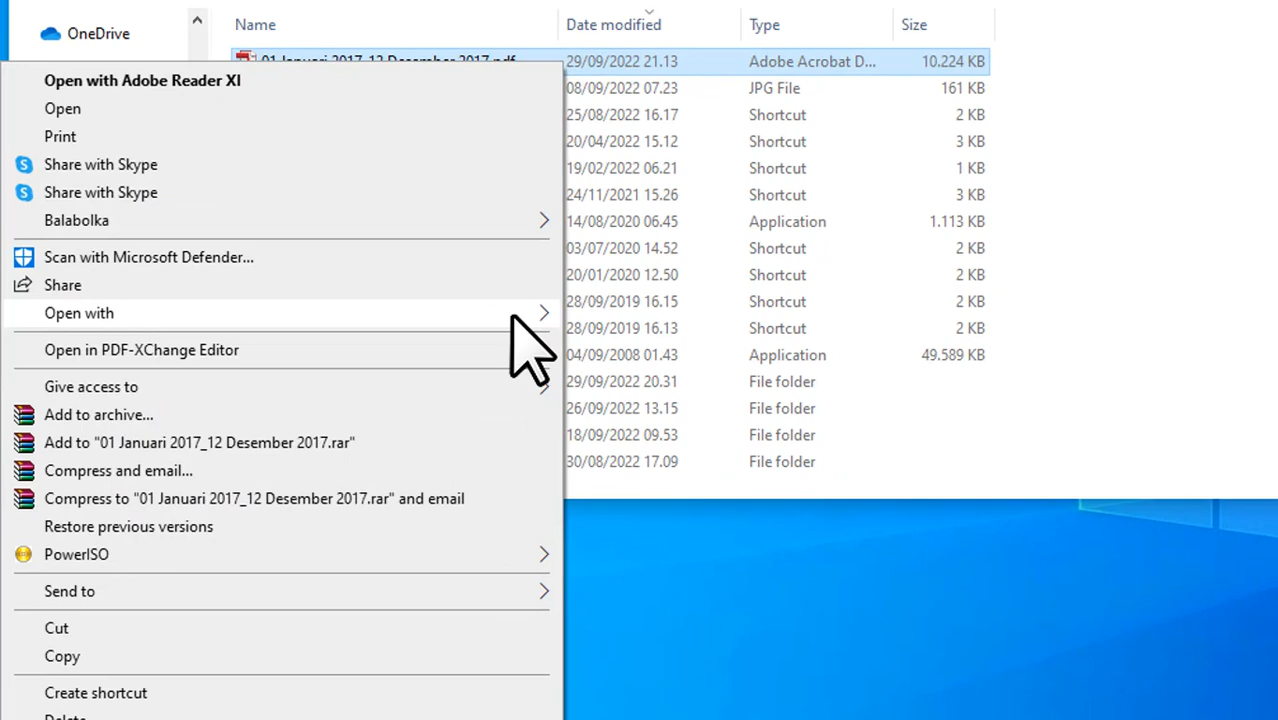 OneDrive
Name Date modified Type Size
01 Januari 2017_12 Desember 2017.pdf 29/09/2022 21.13 Adobe Acrobat D... 10.224 KB
08/09/2022 07.23 JPG File 161 KB
25/08/2022 16.17 Shortcut 2 KB
20/04/2022 15.12 Shortcut 3 KB
19/02/2022 06.21 Shortcut 1 KB
24/11/2021 15.26 Shortcut 3 KB
14/08/2020 06.45 Application 1.113 KB
03/07/2020 14.52 Shortcut 2 KB
20/01/2020 12.50 Shortcut 2 KB
28/09/2019 16.15 Shortcut 2 KB
28/09/2019 16.13 Shortcut 2 KB
04/09/2008 01.43 Application 49.589 KB
29/09/2022 20.31 File folder
26/09/2022 13.15 File folder
18/09/2022 09.53 File folder
30/08/2022 17.09 File folder
Open with Adobe Reader XI
Open
Print
Share with Skype
Share with Skype
Balabolka
Scan with Microsoft Defender...
Share
Open with
Open in PDF-XChange Editor
Give access to
Add to archive...
Add to "01 Januari 2017_12 Desember 2017.rar"
Compress and email...
Compress to "01 Januari 2017_12 Desember 2017.rar" and email
Restore previous versions
PowerISO
Send to
Cut
Copy
Create shortcut
Delete